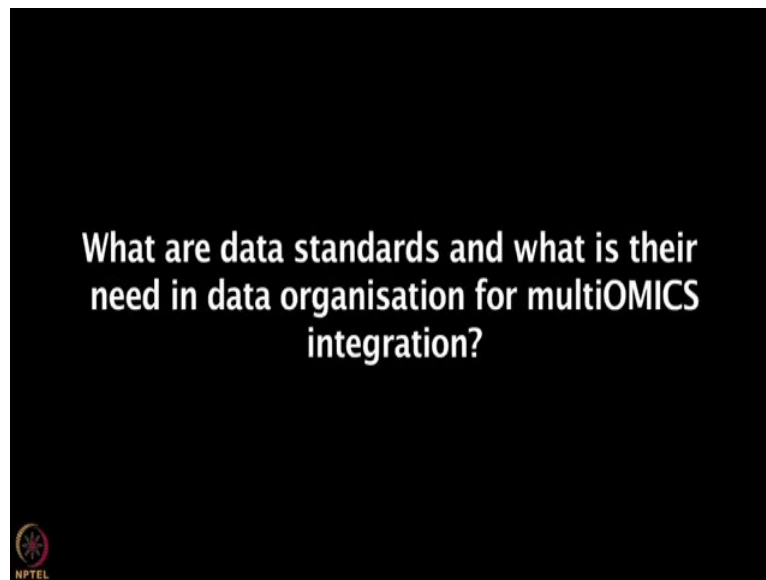 What are data standards and what is their
need in data organisation for multiOMICS
integration?
NPTEL